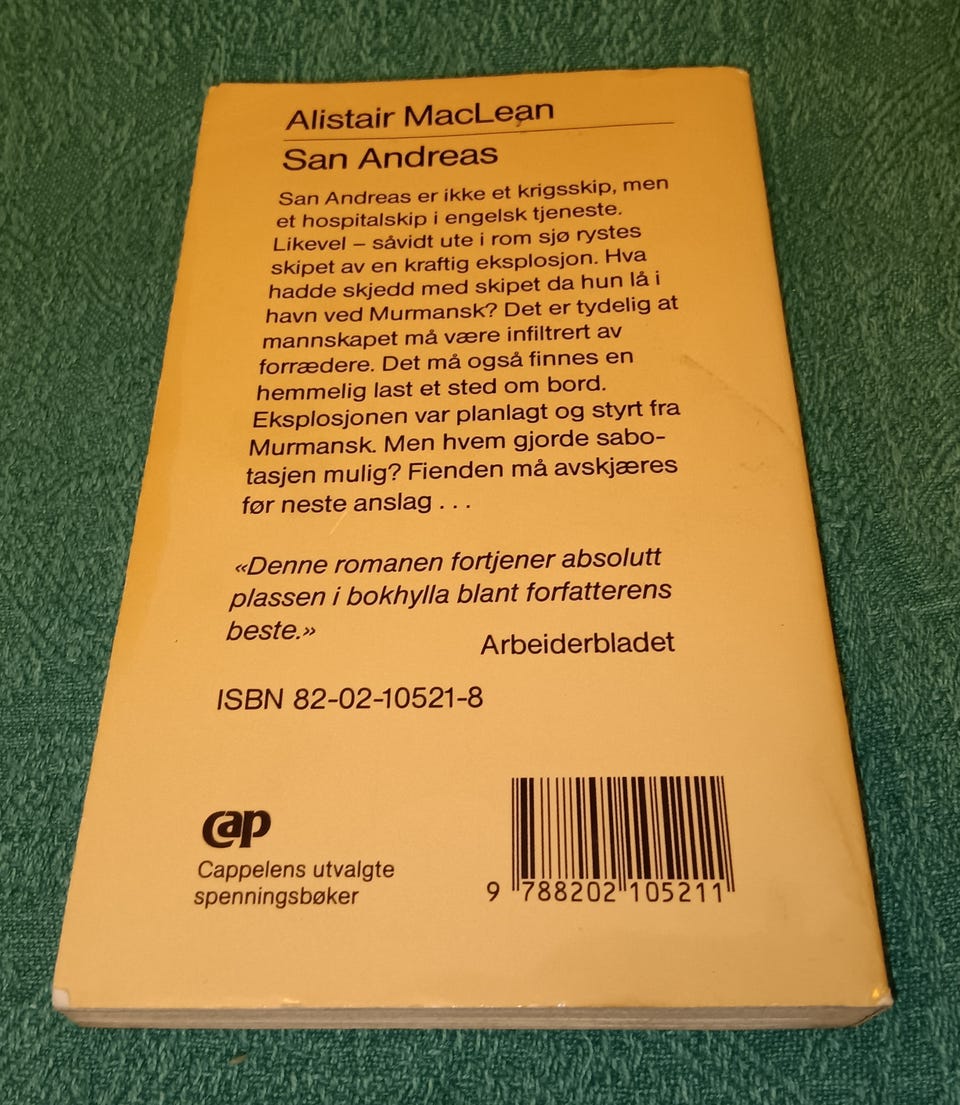 Alistair MacLean
San Andreas
San Andreas er ikke et krigsskip, men
et hospitalskip i engelsk tjeneste.
Likevel – såvidt ute i rom sjø rystes
skipet av en kraftig eksplosjon. Hva
hadde skjedd med skipet da hun lå i
havn ved Murmansk? Det er tydelig at
mannskapet må være infiltrert av
forrædere. Det må også finnes en
hemmelig last et sted om bord.
Eksplosjonen var planlagt og styrt fra
Murmansk. Men hvem gjorde sabo-
tasjen mulig? Fienden må avskjæres
før neste anslag . . .
«Denne romanen fortjener absolutt
plassen i bokhylla blant forfatterens
beste.»
Arbeiderbladet
ISBN 82-02-10521-8
cap
Cappelens utvalgte
spenningsbøker
9 788202 105211